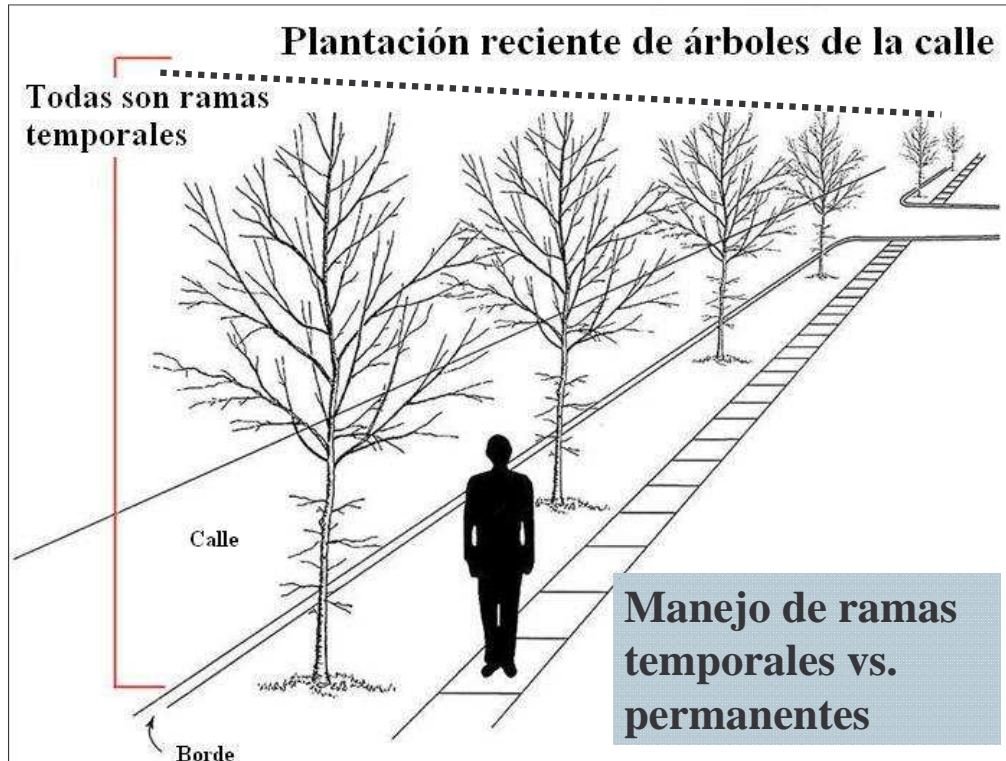 Plantación reciente de árboles de la calle
Todas son ramas
temporales
Calle
Manejo de ramas
temporales vs.
permanentes
Borde